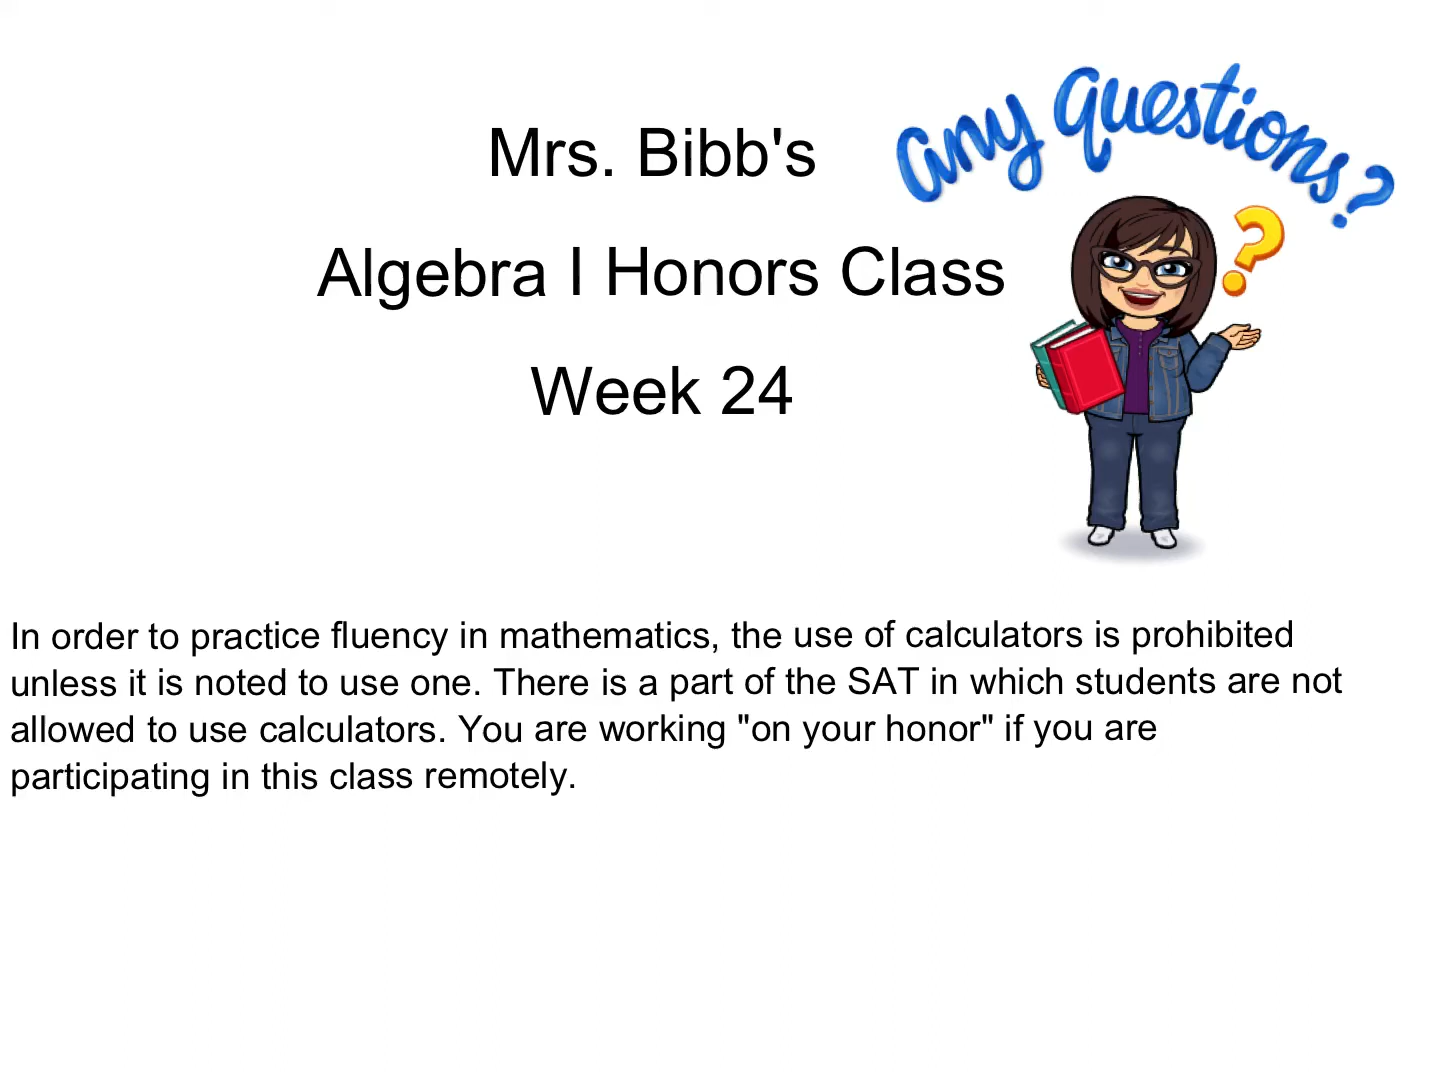 any questions?
Mrs. Bibb's
Algebra I Honors Class
Week 24
In order to practice fluency in mathematics, the use of calculators is prohibited
unless it is noted to use one. There is a part of the SAT in which students are not
allowed to use calculators. You are working "on your honor" if you are
participating in this class remotely.